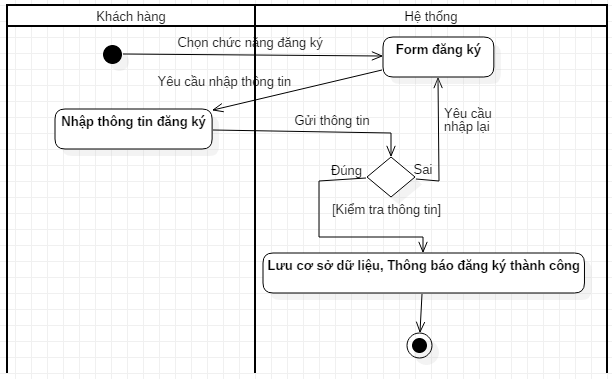 Khách hàng
Hệ thống
Chọn chức năng đăng ký
Form đăng ký
Yêu cầu nhập thông tin
Nhập thông tin đăng ký
Gửi thông tin
Yêu cầu
nhập lại
Đúng
Sai
[Kiểm tra thông tin]
Lưu cơ sở dữ liệu, Thông báo đăng ký thành công